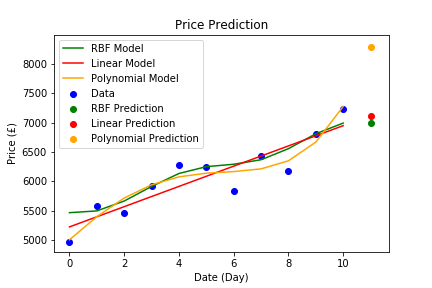 Price Prediction
RBF Model
Linear Model
Polynomial Model
Data
RBF Prediction
Linear Prediction
Polynomial Prediction
Price (£)
8000
7500
7000
6500
6000
5500
5000
0 2 4 6 8 10
Date (Day)